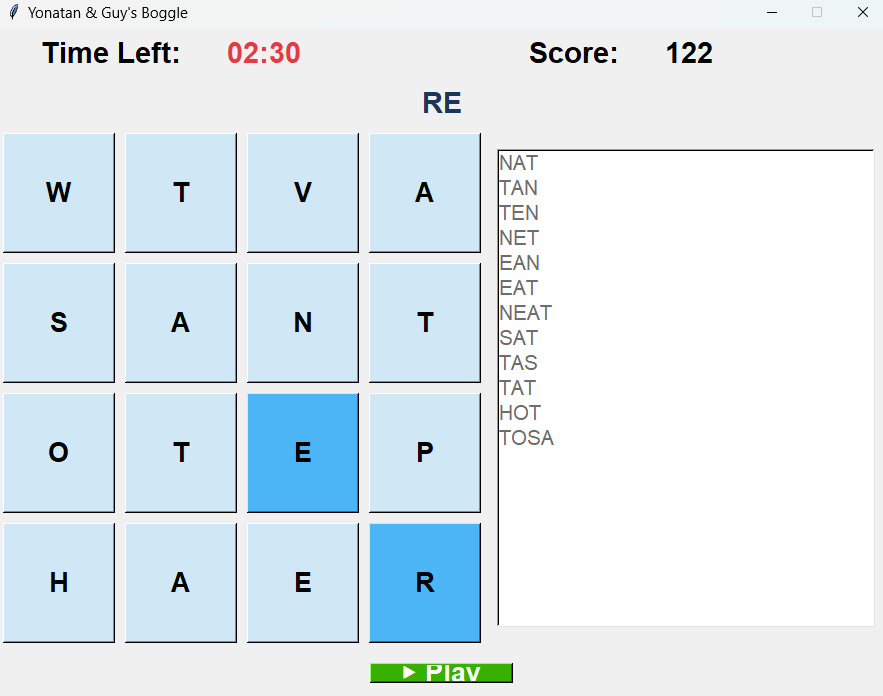 Yonatan & Guy's Boggle
Time Left: 02:30 Score: 122
RE
W T V A
S A N T
O T E P
H A E R
NAT
TAN
TEN
NET
EAN
EAT
NEAT
SAT
TAS
TAT
HOT
TOSA
▶ Play